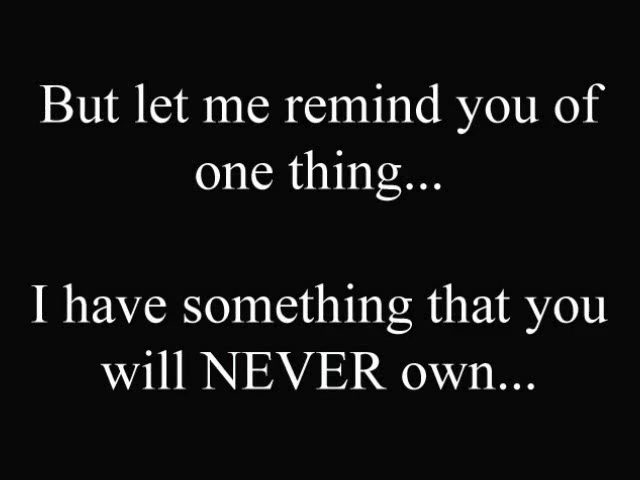 But let me remind you of
one thing...
I have something that you
will NEVER own...